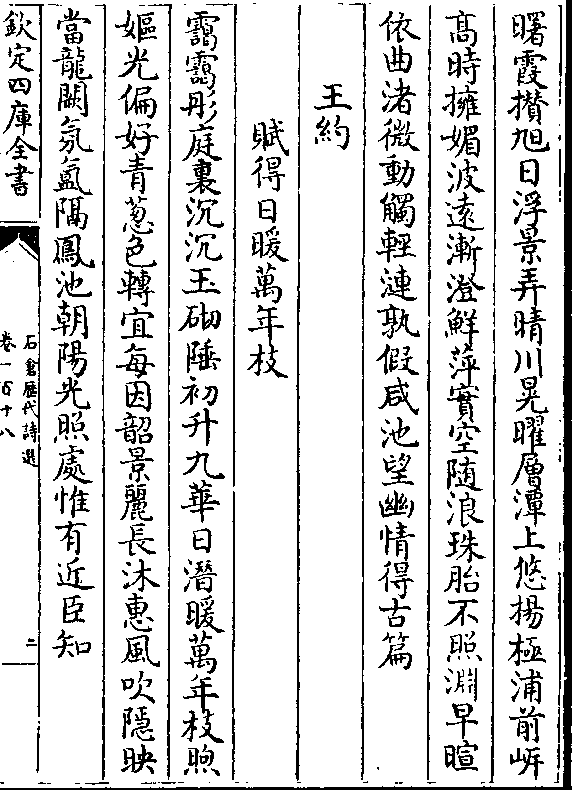 曙霞攢旭日浮景弄晴川晃曜層潭上悠揚極浦前岍
高時擁媚波遠漸澄鮮萍實空随浪珠胎不照淵早暄
依曲渚微動觸輕漣孰假咸池望幽情得古篇
王約
賦得日暖萬年枝
靄靄彤庭裏沉沉玉砌陲初升九華日潛暖萬年枝煦
嫗光偏好青蔥色轉宜每因韶景麗長沐惠風吹隱映
當龍闕氛氳隔鳳池朝陽光照處惟有近臣知
欽定四庫全書
石倉歷代詩選
卷一百十八
二